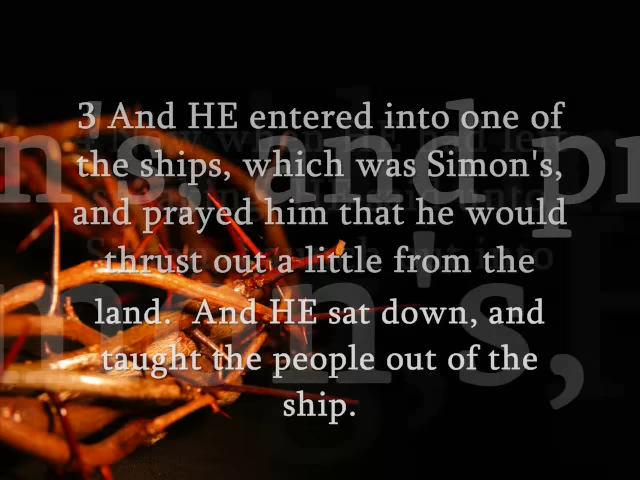 3 And HE entered into one of
the ships, which was Simon's,
and prayed him that he would
thrust out a little from the
land.  And HE sat down, and
taught the people out of the
ship.